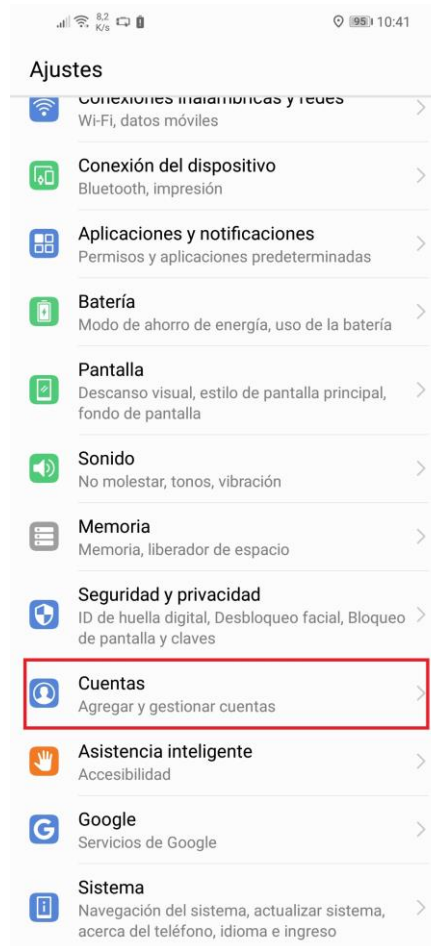 8,2
K/s
95
10:41
Ajustes
Conexiones inalámbricas y redes
Wi-Fi, datos móviles
Conexión del dispositivo
Bluetooth, impresión
Aplicaciones y notificaciones
Permisos y aplicaciones predeterminadas
Batería
Modo de ahorro de energía, uso de la batería
Pantalla
Descanso visual, estilo de pantalla principal,
fondo de pantalla
Sonido
No molestar, tonos, vibración
Memoria
Memoria, liberador de espacio
Seguridad y privacidad
ID de huella digital, Desbloqueo facial, Bloqueo
de pantalla y claves
Cuentas
Agregar y gestionar cuentas
Asistencia inteligente
Accesibilidad
Google
Servicios de Google
Sistema
Navegación del sistema, actualizar sistema,
acerca del teléfono, idioma e ingreso